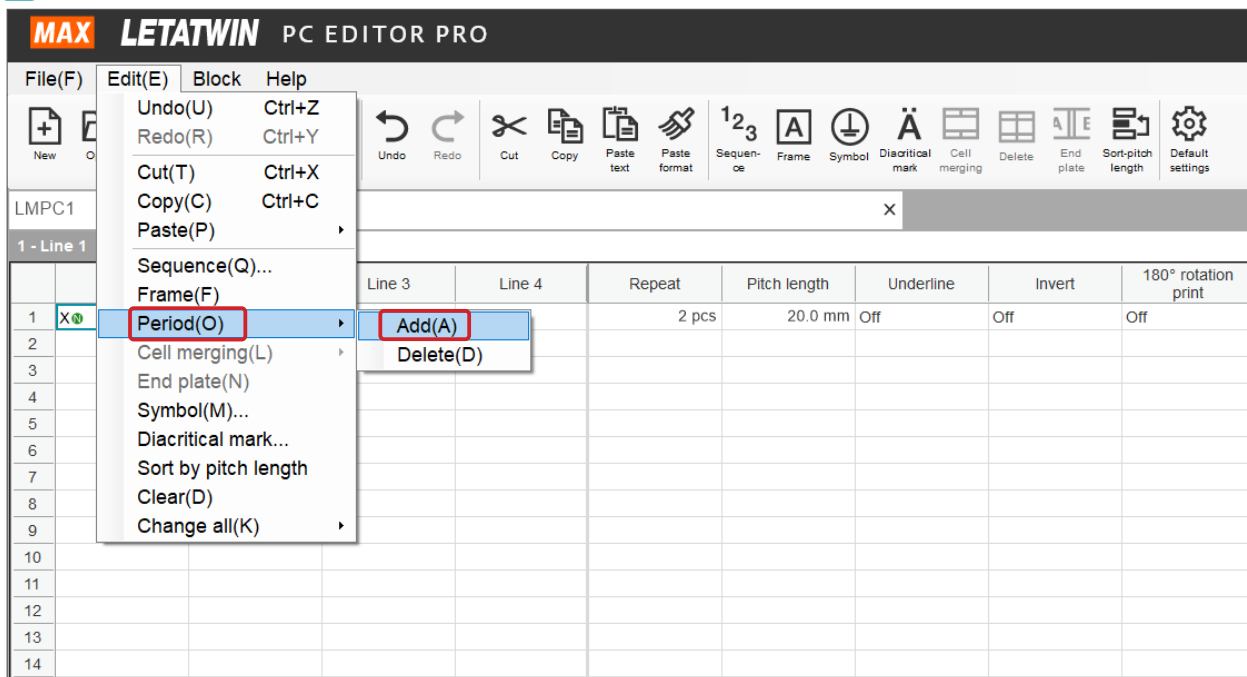 MAX LETATWIN PC EDITOR PRO
File(F) Edit(E) Block Help
Undo(U) Ctrl+Z
Redo(R) Ctrl+Y
Cut(T) Ctrl+X
Copy(C) Ctrl+C
Paste(P)
Sequence(Q)...
Frame(F)
Period(O)
Cell merging(L)
End plate(N)
Symbol(M)...
Diacritical mark...
Sort by pitch length
Clear(D)
Change all(K)
Add(A)
Delete(D)
New
Undo
Redo
Cut
Copy
Paste
text
Paste
format
123
Sequen-
ce
A
Frame
Symbol
Ä
Diacritical
mark
Cell
merging
Delete
A E
End
plate
Sort-pitch
length
Default
settings
LMPC1
1 - Line 1
Line 3 Line 4 Repeat Pitch length Underline Invert 180° rotation
print
1 X N 2 pcs 20.0 mm Off Off Off
2
3
4
5
6
7
8
9
10
11
12
13
14